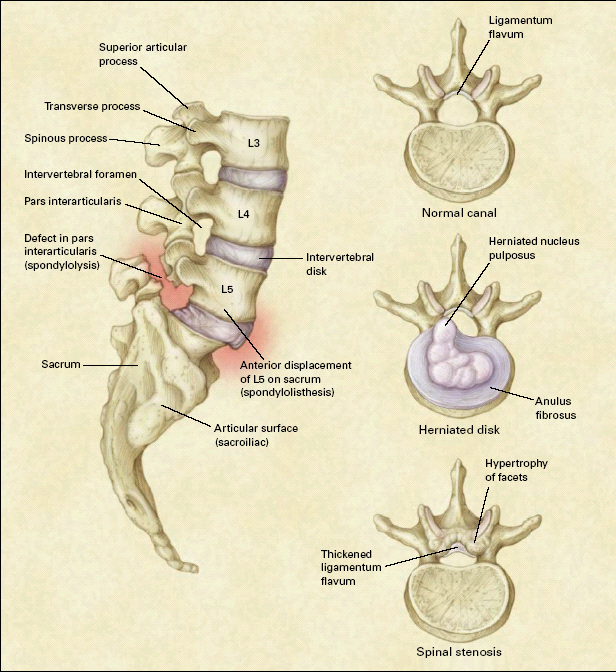 Superior articular
process
Transverse process
Spinous process
Intervertebral foramen
Pars interarticularis
Defect in pars
interarticularis
(spondylolysis)
Sacrum
L3
L4
L5
Intervertebral
disk
Anterior displacement
of L5 on sacrum
(spondylolisthesis)
Articular surface
(sacroiliac)
Ligamentum
flavum
Normal canal
Herniated nucleus
pulposus
Anulus
fibrosus
Herniated disk
Hypertrophy
of facets
Thickened
ligamentum
flavum
Spinal stenosis